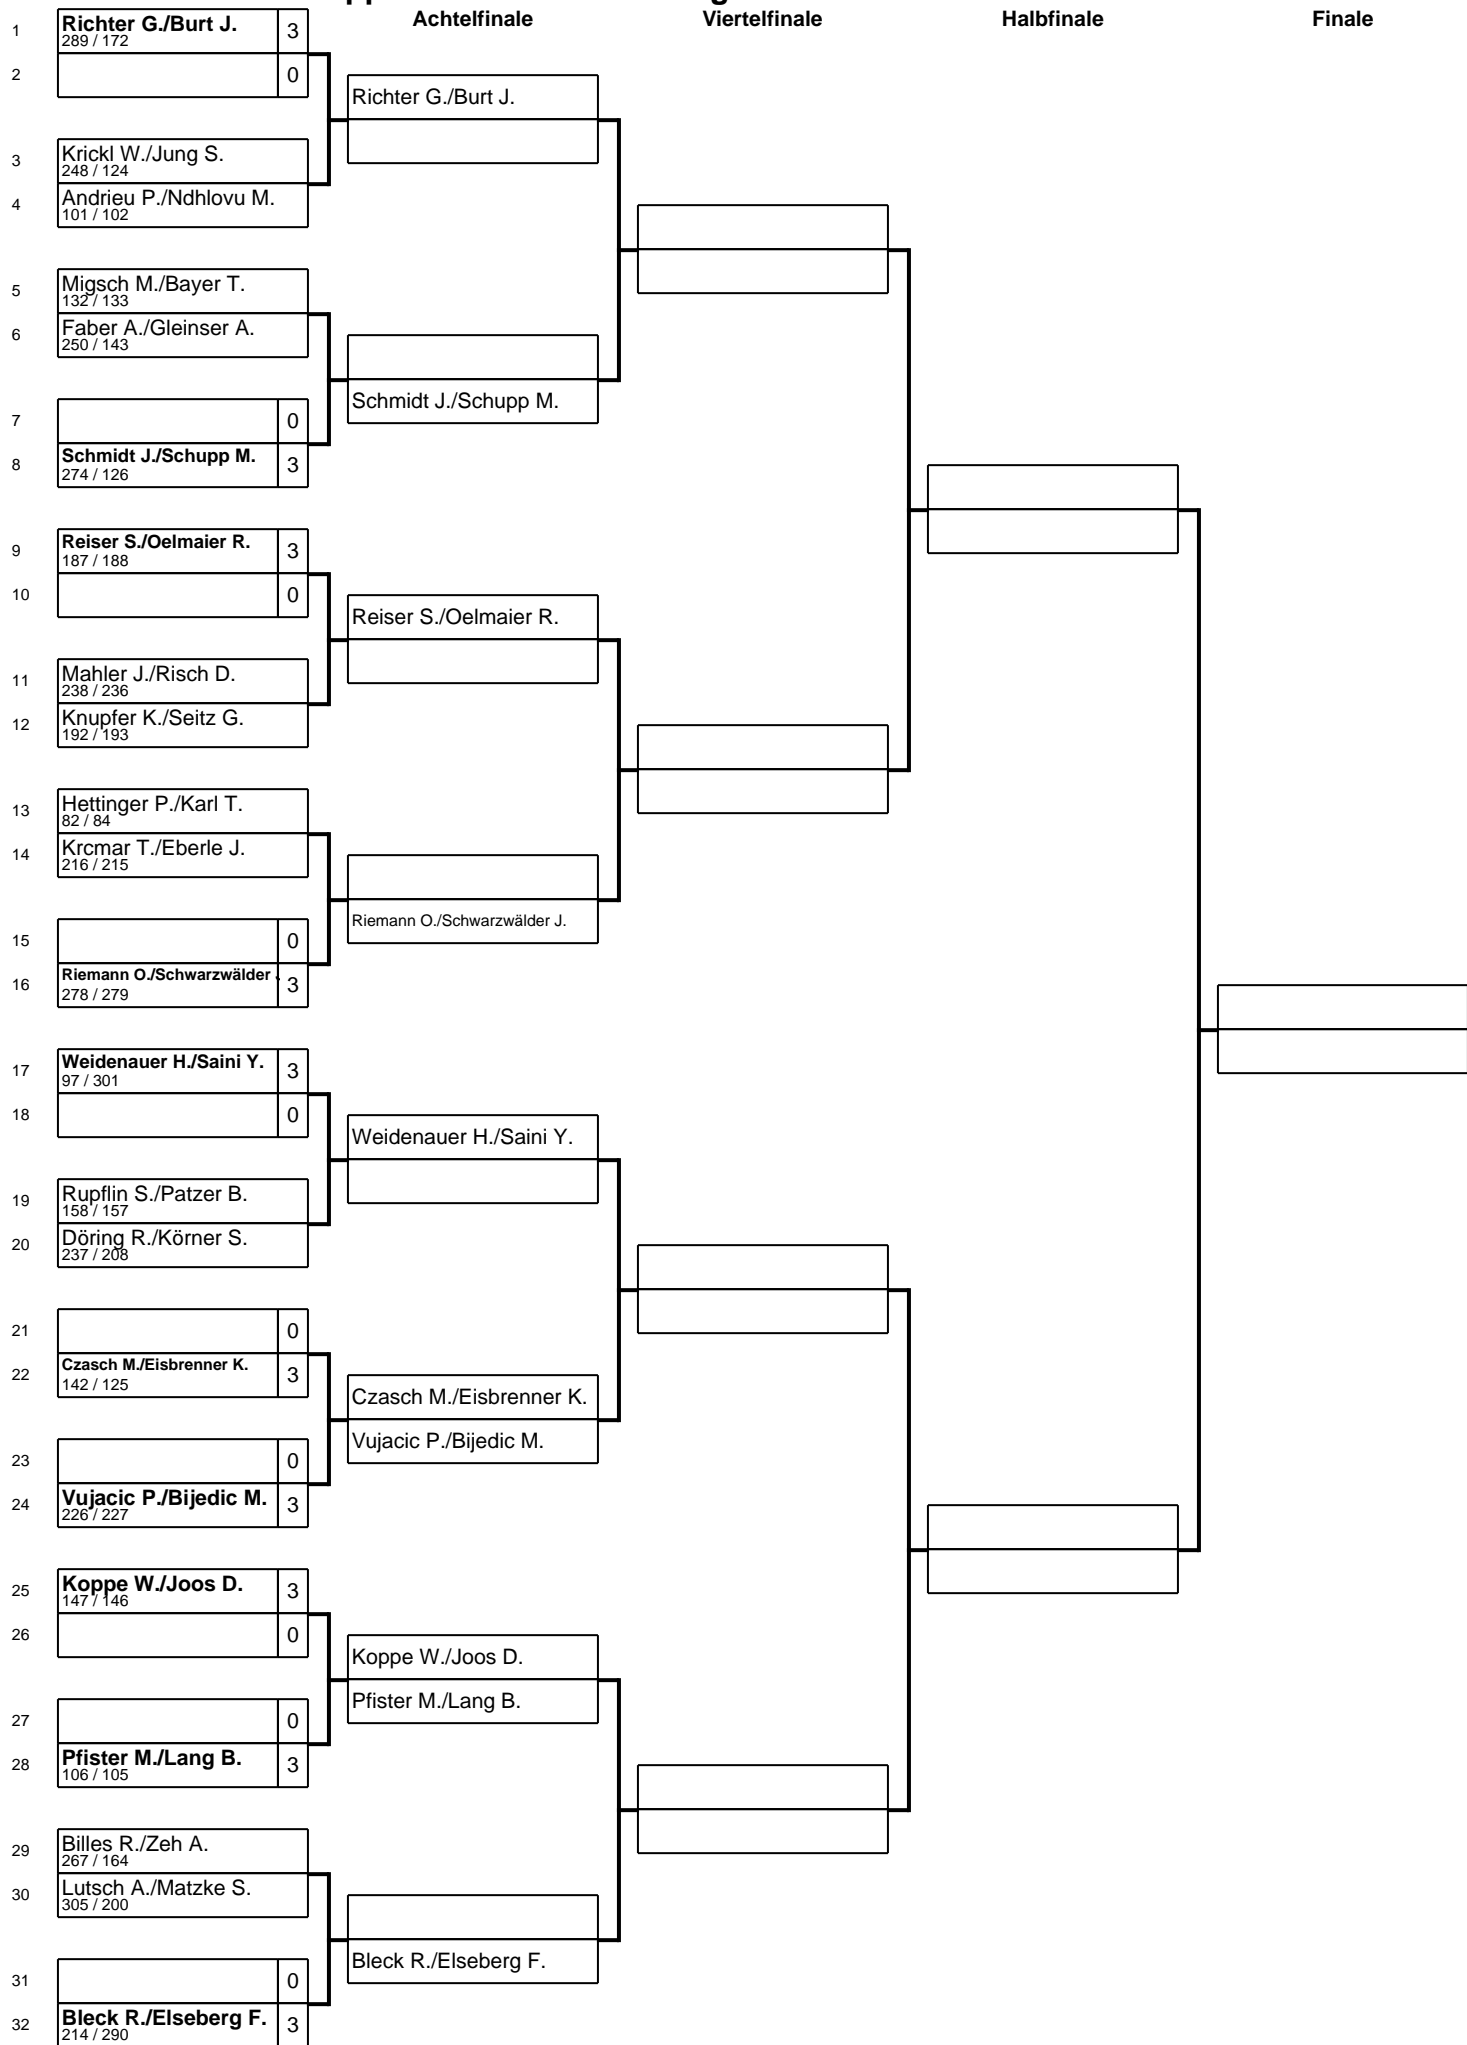 Achtelfinale
Viertelfinale
Halbfinale
Finale
1
Richter G./Burt J.
3
289 / 172
2
0
Richter G./Burt J.
3
Krickl W./Jung S.
248 / 124
4
Andrieu P./Ndhlovu M.
101 / 102
5
Migsch M./Bayer T.
132 / 133
6
Faber A./Gleinser A.
250 / 143
7
0
Schmidt J./Schupp M.
8
Schmidt J./Schupp M.
3
274 / 126
9
Reiser S./Oelmaier R.
3
187 / 188
10
0
Reiser S./Oelmaier R.
11
Mahler J./Risch D.
238 / 236
12
Knupfer K./Seitz G.
192 / 193
13
Hettinger P./Karl T.
82 / 84
14
Krcmar T./Eberle J.
216 / 215
15
0
Riemann O./Schwarzwälder J.
16
Riemann O./Schwarzwälder
3
278 / 279
17
Weidenauer H./Saini Y.
3
97 / 301
18
0
Weidenauer H./Saini Y.
19
Rupflin S./Patzer B.
158 / 157
20
Döring R./Körner S.
237 / 208
21
0
22
Czasch M./Eisbrenner K.
3
142 / 125
Czasch M./Eisbrenner K.
Vujacic P./Bijedic M.
23
0
24
Vujacic P./Bijedic M.
3
226 / 227
25
Koppe W./Joos D.
3
147 / 146
26
0
Koppe W./Joos D.
Pfister M./Lang B.
27
0
28
Pfister M./Lang B.
3
106 / 105
29
Billes R./Zeh A.
267 / 164
30
Lutsch A./Matzke S.
305 / 200
Bleck R./Elseberg F.
31
0
32
Bleck R./Elseberg F.
3
214 / 290